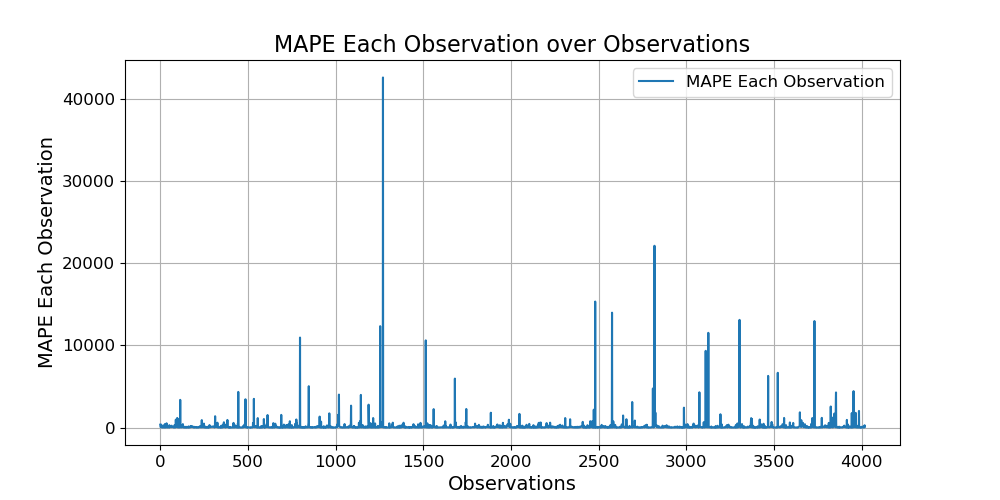 MAPE Each Observation over Observations
MAPE Each Observation
MAPE Each Observation
40000
30000
20000
10000
0
0 500 1000 1500 2000 2500 3000 3500 4000
Observations